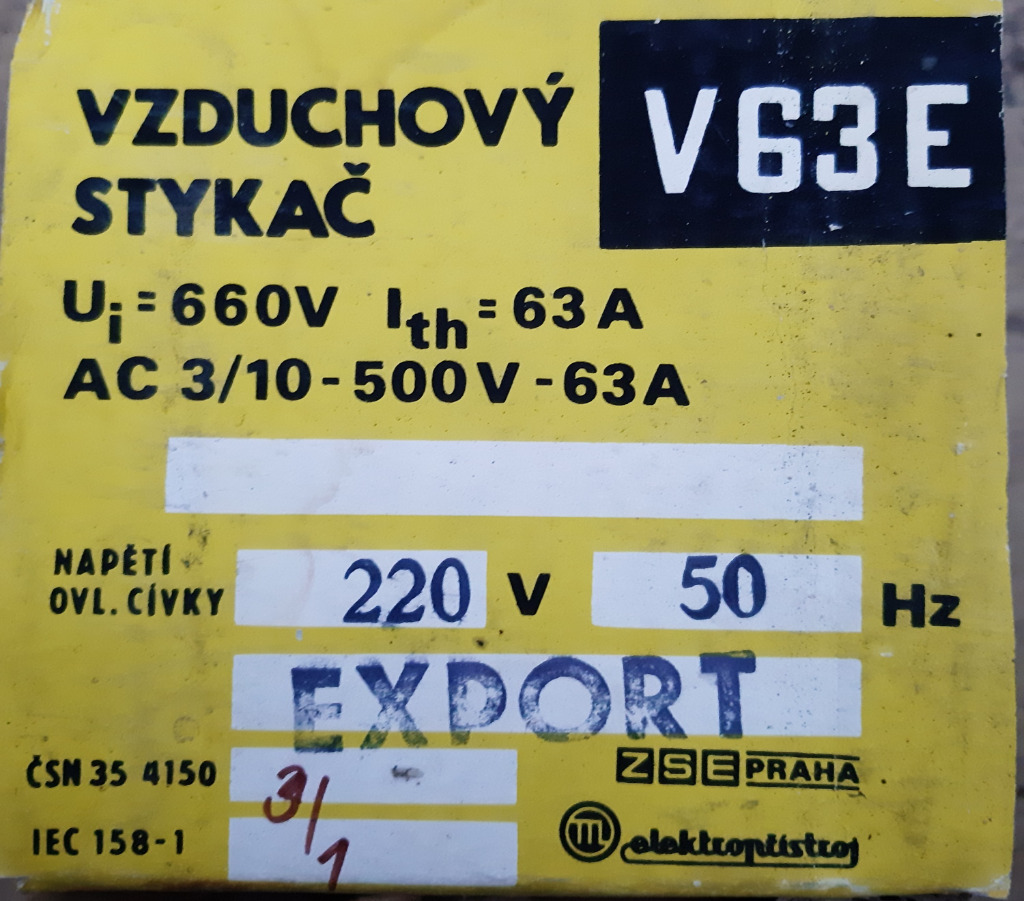 VZDUCHOVÝ
STYKAČ
V63E
Ui = 660V Ith = 63A
AC 3/10 - 500V - 63A
NAPĚTÍ
OVL. CÍVKY 220 V 50 Hz
EXPORT
ČSN 35 4150
ZSE PRAHA
3/1
IEC 158-1
elektropřístroj